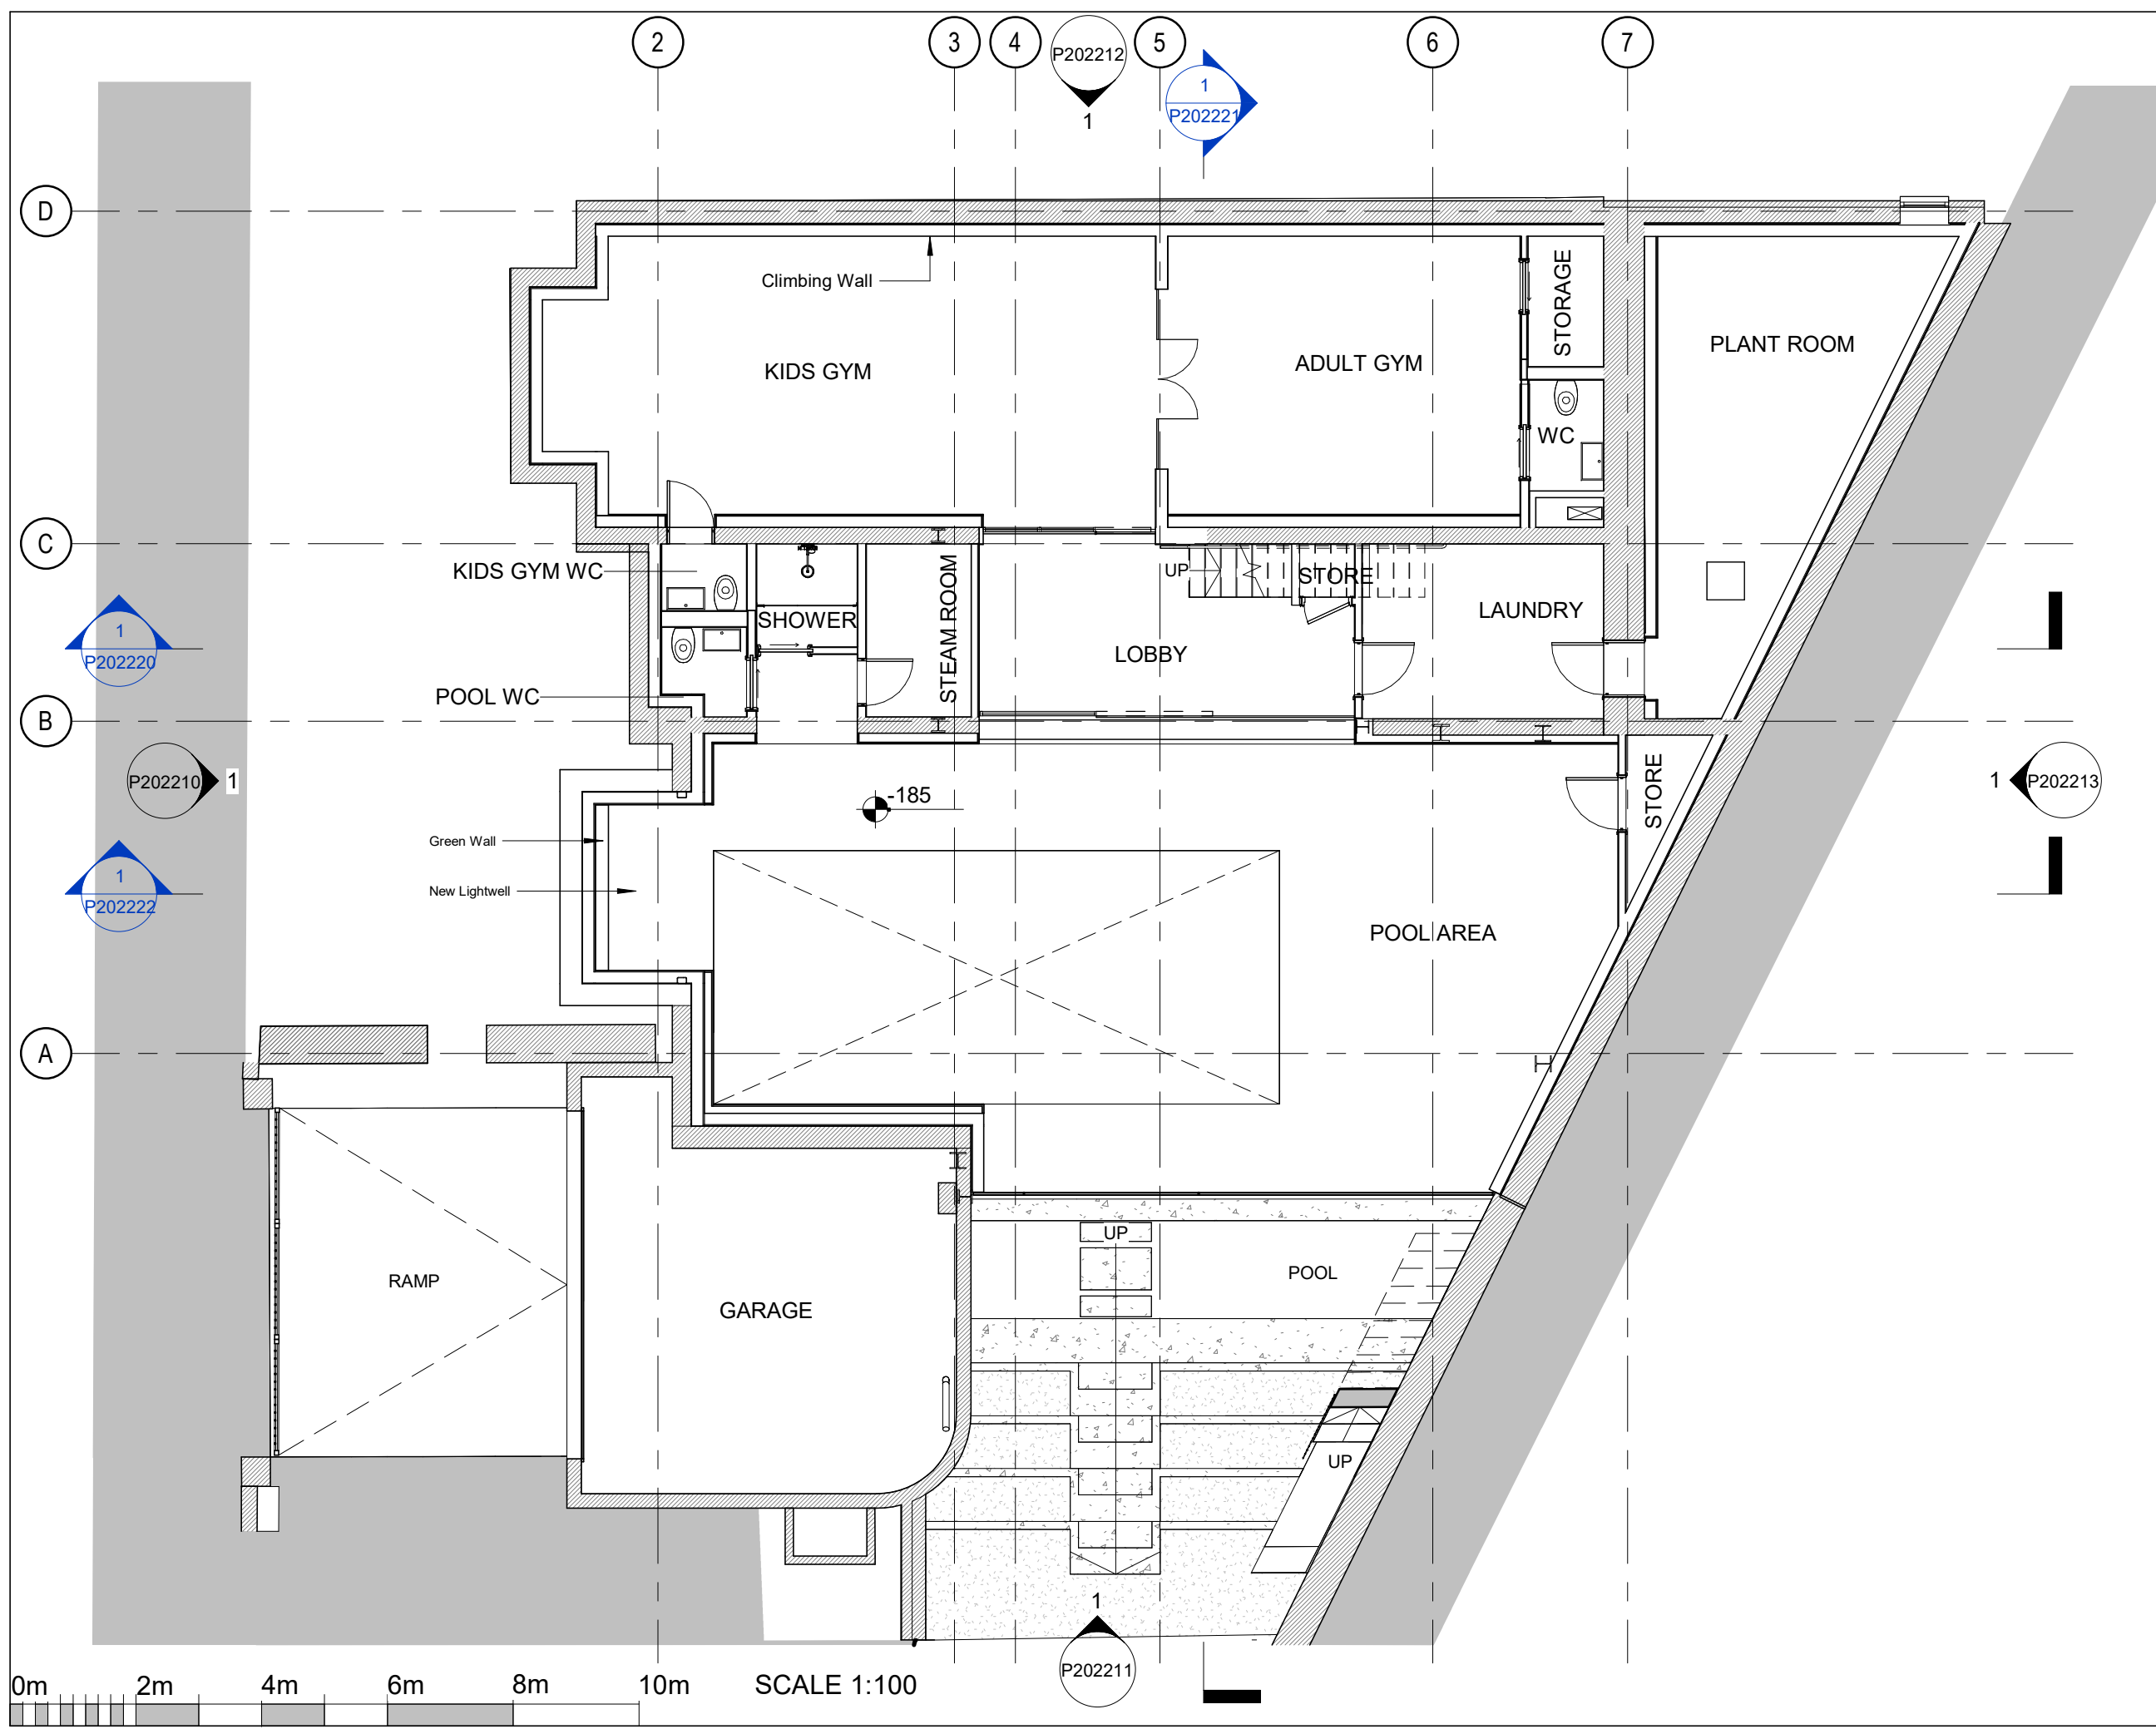 2
3
4
P202212
1
5
1
P202221
6
7
D
Climbing Wall
STORAGE
PLANT ROOM
KIDS GYM
ADULT GYM
WC
C
KIDS GYM WC
UP
STORE
SHOWER
STEAM ROOM
LAUNDRY
1
P202220
LOBBY
POOL WC
B
P202210
1
-185
STORE
1
P202213
Green Wall
1
P202222
New Lightwell
POOL AREA
A
UP
RAMP
POOL
GARAGE
UP
1
P202211
0m
2m
4m
6m
8m
10m
SCALE 1:100